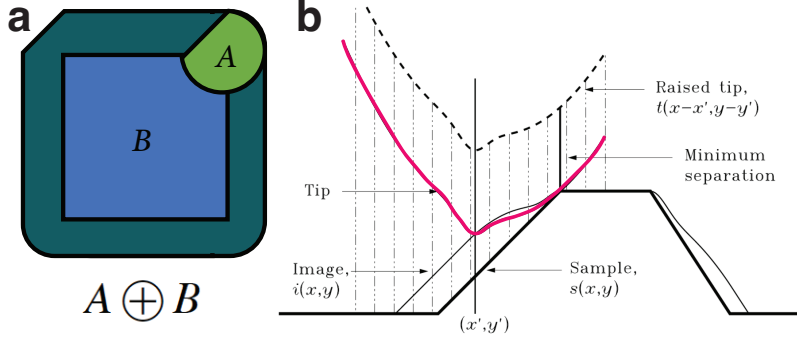 a
A
B
A ⊕ B
b
Raised tip,
t(x−x′,y−y′)
Minimum
separation
Tip
Image,
i(x,y)
Sample,
s(x,y)
(x′,y′)